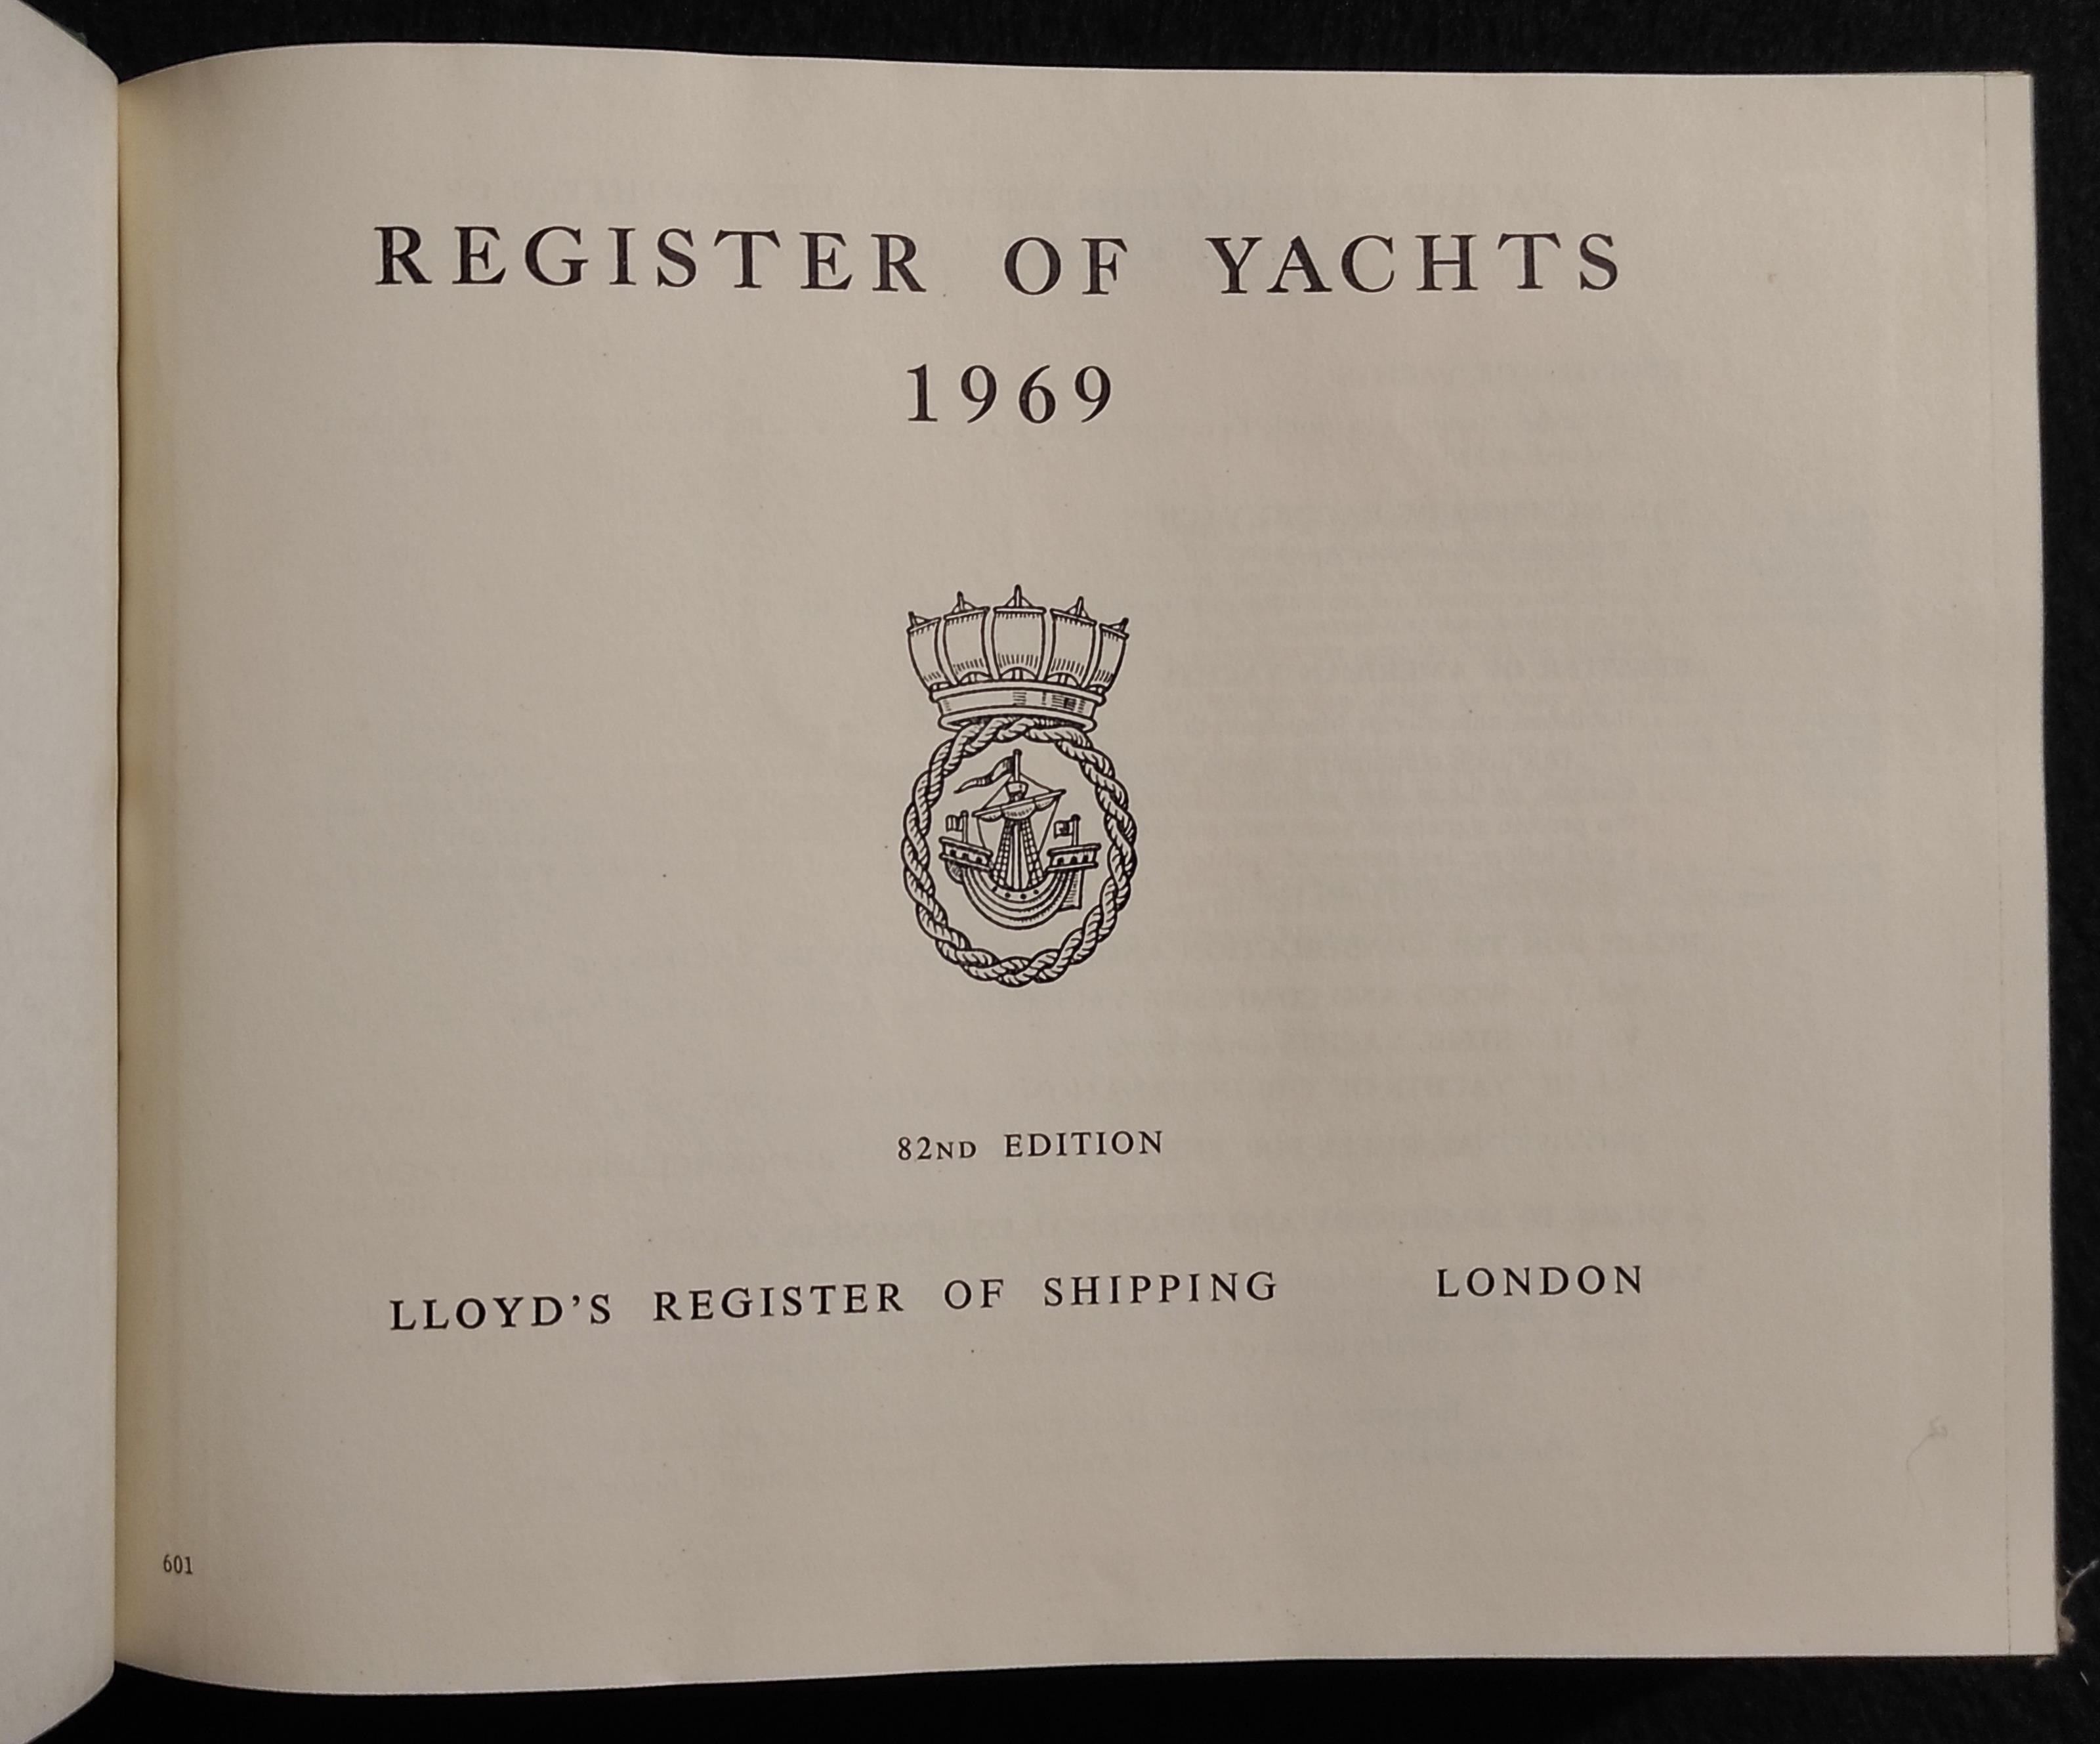 REGISTER OF YACHTS
1969
82ND EDITION
LLOYD'S REGISTER OF SHIPPING LONDON
601